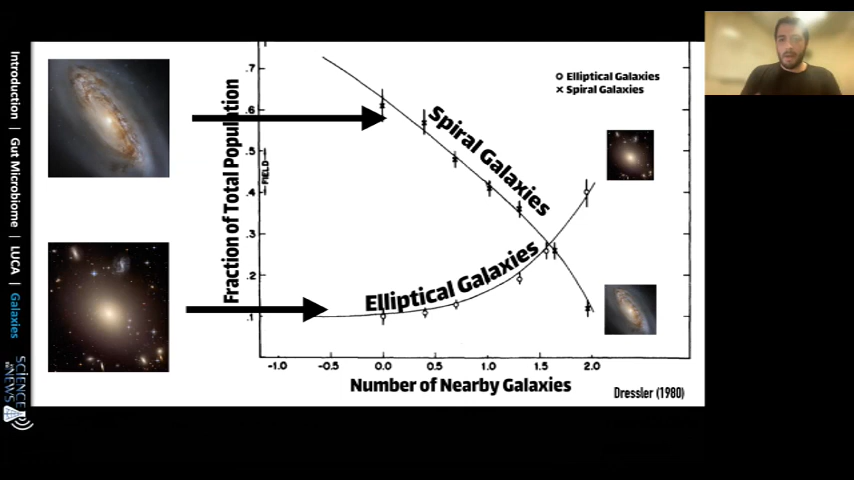 Introduction | Gut Microbiome | LUCA | Galaxies
SCIENCE
in the
NEWS
Fraction of Total Population
.7
.6
.5
.4
.3
.2
.1
FIELD
Elliptical Galaxies
Spiral Galaxies
Spiral Galaxies
Elliptical Galaxies
-1.0 -0.5 0.0 0.5 1.0 1.5 2.0
Number of Nearby Galaxies
Dressler (1980)